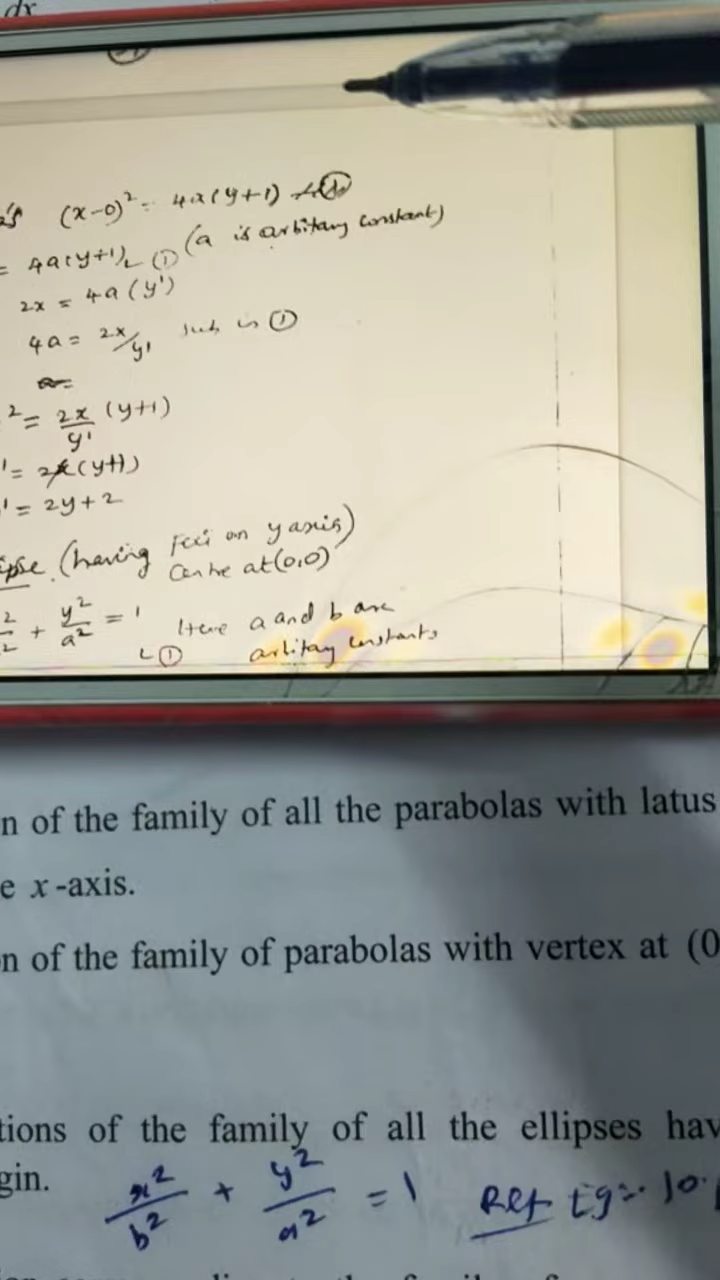 dx
(x-0)² = 4a(y+1)
= 4a(y+1) ① (a is arbitary constant)
2x = 4a (y')
4a = 2x/y' sub in ①
² = 2x/y' (y+1)
' = 2x(y+1)
' = 2y+2
ipse (having Foci on y axis)
Centre at (0,0)
+ y²/a² = 1 Here a and b are
① arbitary constants
n of the family of all the parabolas with latus
e x-axis.
n of the family of parabolas with vertex at (0
tions of the family of all the ellipses hav
gin. x²/b² + y²/a² = 1 Ref Eg:- 10.